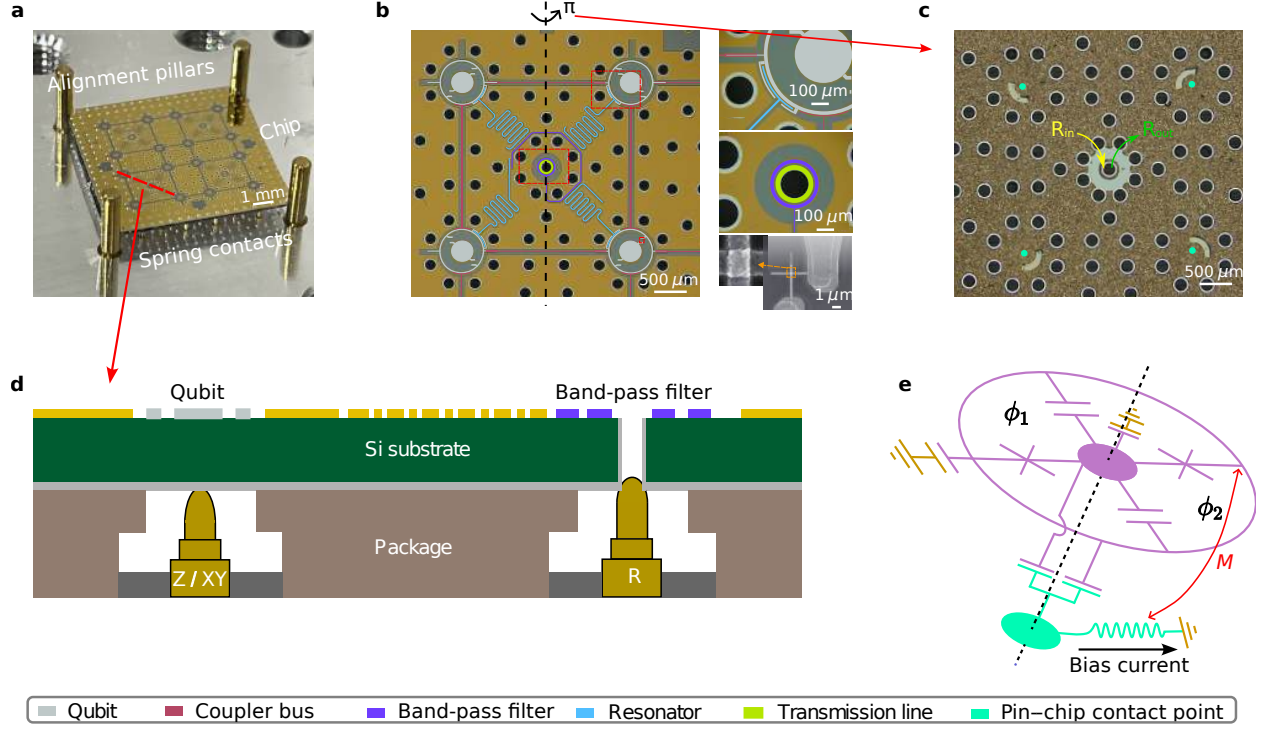 a
Alignment pillars
Chip
1 mm
Spring contacts
b
π
500 μm
100 μm
100 μm
1 μm
c
R_in
R_out
500 μm
d
Qubit
Band-pass filter
Si substrate
Package
Z / XY
R
e
ϕ₁
ϕ₂
M
Bias current
Qubit
Coupler bus
Band-pass filter
Resonator
Transmission line
Pin−chip contact point